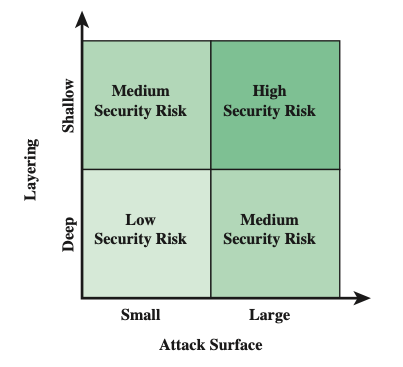 Medium
Security Risk
High
Security Risk
Shallow
Layering
Low
Security Risk
Medium
Security Risk
Deep
Small
Large
Attack Surface